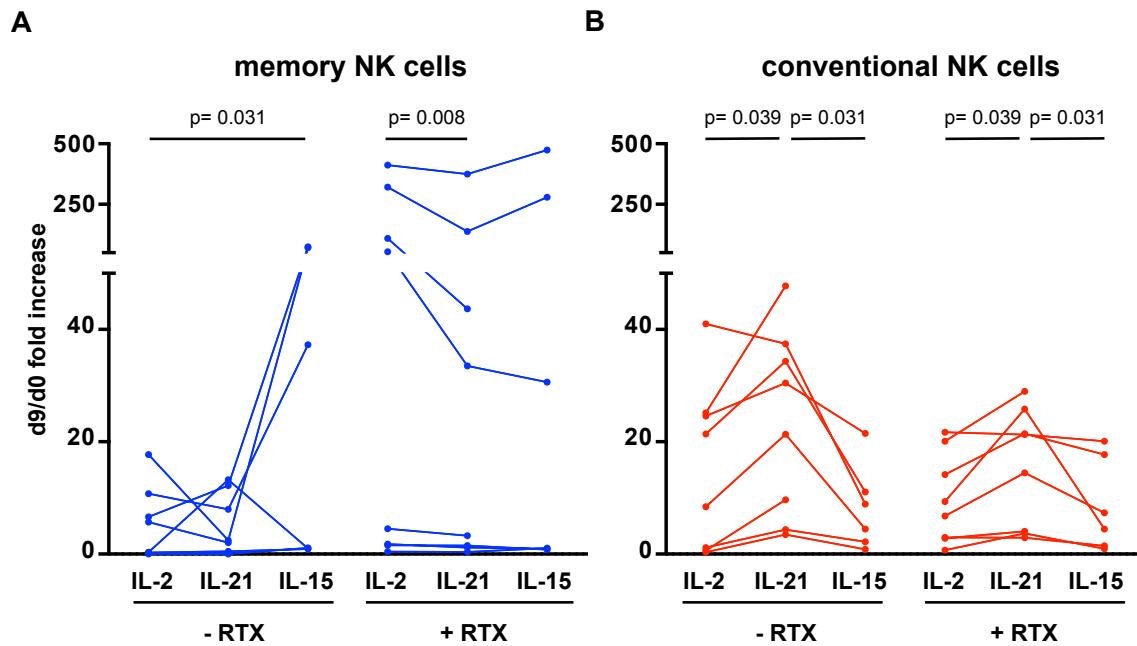 A
B
memory NK cells
conventional NK cells
p= 0.031
p= 0.008
p= 0.039
p= 0.031
p= 0.039
p= 0.031
d9/d0 fold increase
500
250
40
20
0
500
250
40
20
0
IL-2 IL-21 IL-15 IL-2 IL-21 IL-15
- RTX + RTX
IL-2 IL-21 IL-15 IL-2 IL-21 IL-15
- RTX + RTX